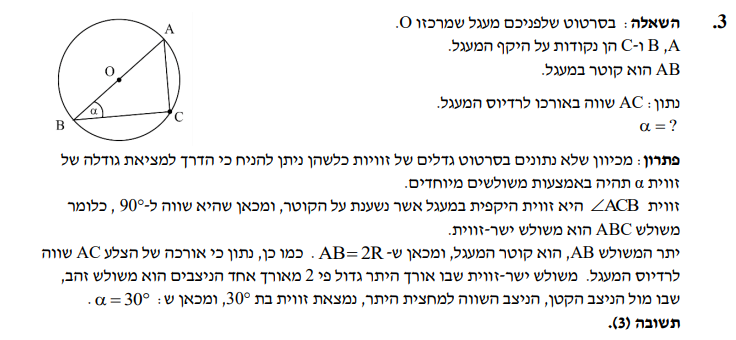 3. השאלה: בסרטוט שלפניכם מעגל שמרכזו O.
A, B ו-C הן נקודות על היקף המעגל.
AB הוא קוטר במעגל.
נתון: AC שווה באורכו לרדיוס המעגל.
α = ?
A
O
α
B
C
פתרון: מכיוון שלא נתונים בסרטוט גדלים של זוויות כלשהן ניתן להניח כי הדרך למציאת גודלה של
זווית α תהיה באמצעות משולשים מיוחדים.
זווית ∠ACB היא זווית היקפית במעגל אשר נשענת על הקוטר, ומכאן שהיא שווה ל-90°, כלומר
משולש ABC הוא משולש ישר-זווית.
יתר המשולש AB, הוא קוטר המעגל, ומכאן ש- AB= 2R. כמו כן, נתון כי אורכה של הצלע AC שווה
לרדיוס המעגל. משולש ישר-זווית שבו אורך היתר גדול פי 2 מאורך אחד הניצבים הוא משולש זהב,
שבו מול הניצב הקטן, הניצב השווה למחצית היתר, נמצאת זווית בת 30°, ומכאן ש: α = 30°.
תשובה (3).